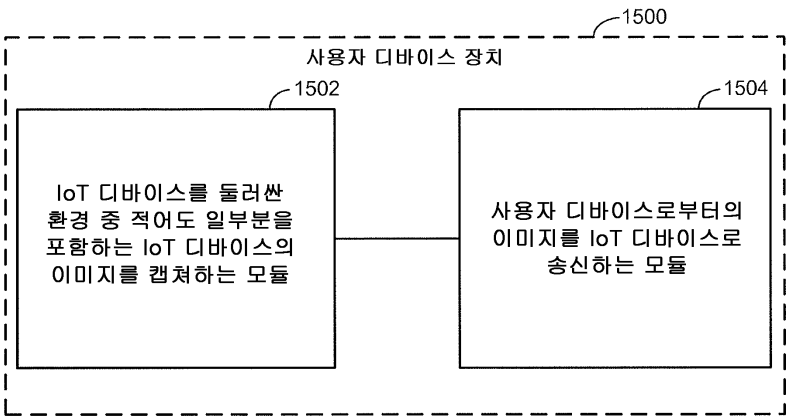 1500
사용자 디바이스 장치
1502
IoT 디바이스를 둘러싼
환경 중 적어도 일부분을
포함하는 IoT 디바이스의
이미지를 캡쳐하는 모듈
1504
사용자 디바이스로부터의
이미지를 IoT 디바이스로
송신하는 모듈